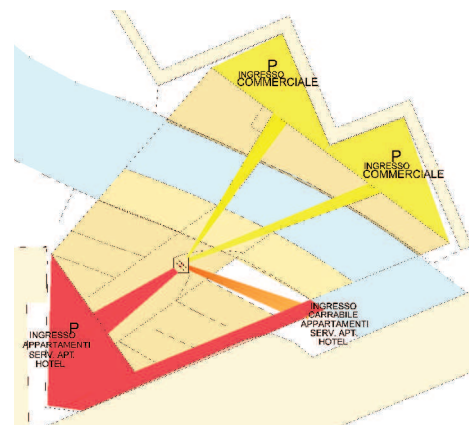 P
INGRESSO
COMMERCIALE
P
INGRESSO
COMMERCIALE
P
INGRESSO
APPARTAMENTI
SERV. APT.
HOTEL
INGRESSO
CARRABILE
APPARTAMENTI
SERV. APT.
HOTEL